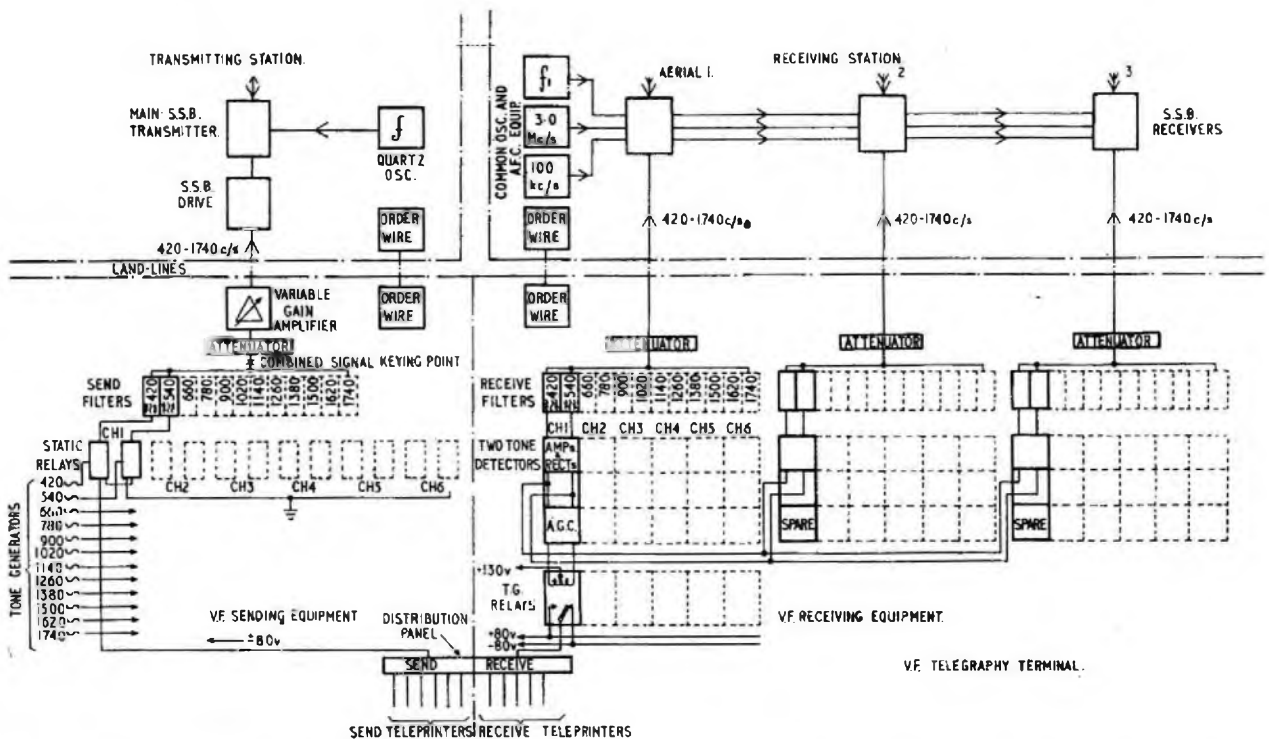 TRANSMITTING STATION.
MAIN S.S.B. TRANSMITTER.
f
QUARTZ OSC.
S.S.B. DRIVE
420-1740 c/s
ORDER WIRE
LAND-LINES
ORDER WIRE
VARIABLE GAIN AMPLIFIER
ATTENUATOR
COMBINED SIGNAL KEYING POINT
SEND FILTERS
420 540 660 780 900 1020 1140 1260 1380 1500 1620 1740
CH1
STATIC RELAYS
CH2 CH3 CH4 CH5 CH6
TONE GENERATORS
420
540
660
780
900
1020
1140
1260
1380
1500
1620
1740
V.F. SENDING EQUIPMENT
±80v
DISTRIBUTION PANEL
SEND RECEIVE
SEND TELEPRINTERS RECEIVE TELEPRINTERS
COMMON OSC. AND A.F.C. EQUIP.
f1
3·0 Mc/s
100 kc/s
AERIAL 1.
RECEIVING STATION
2
3
S.S.B. RECEIVERS
ORDER WIRE
420-1740 c/s
420-1740 c/s
420-1740 c/s
ORDER WIRE
ATTENUATOR
ATTENUATOR
ATTENUATOR
RECEIVE FILTERS
420 540 660 780 900 1020 1140 1260 1380 1500 1620 1740
CH1 CH2 CH3 CH4 CH5 CH6
TWO TONE DETECTORS
AMPs & RECTs
A.G.C.
SPARE
SPARE
+130v
T.G. RELAYS
+80v
-80v
V.F. RECEIVING EQUIPMENT.
V.F. TELEGRAPHY TERMINAL.